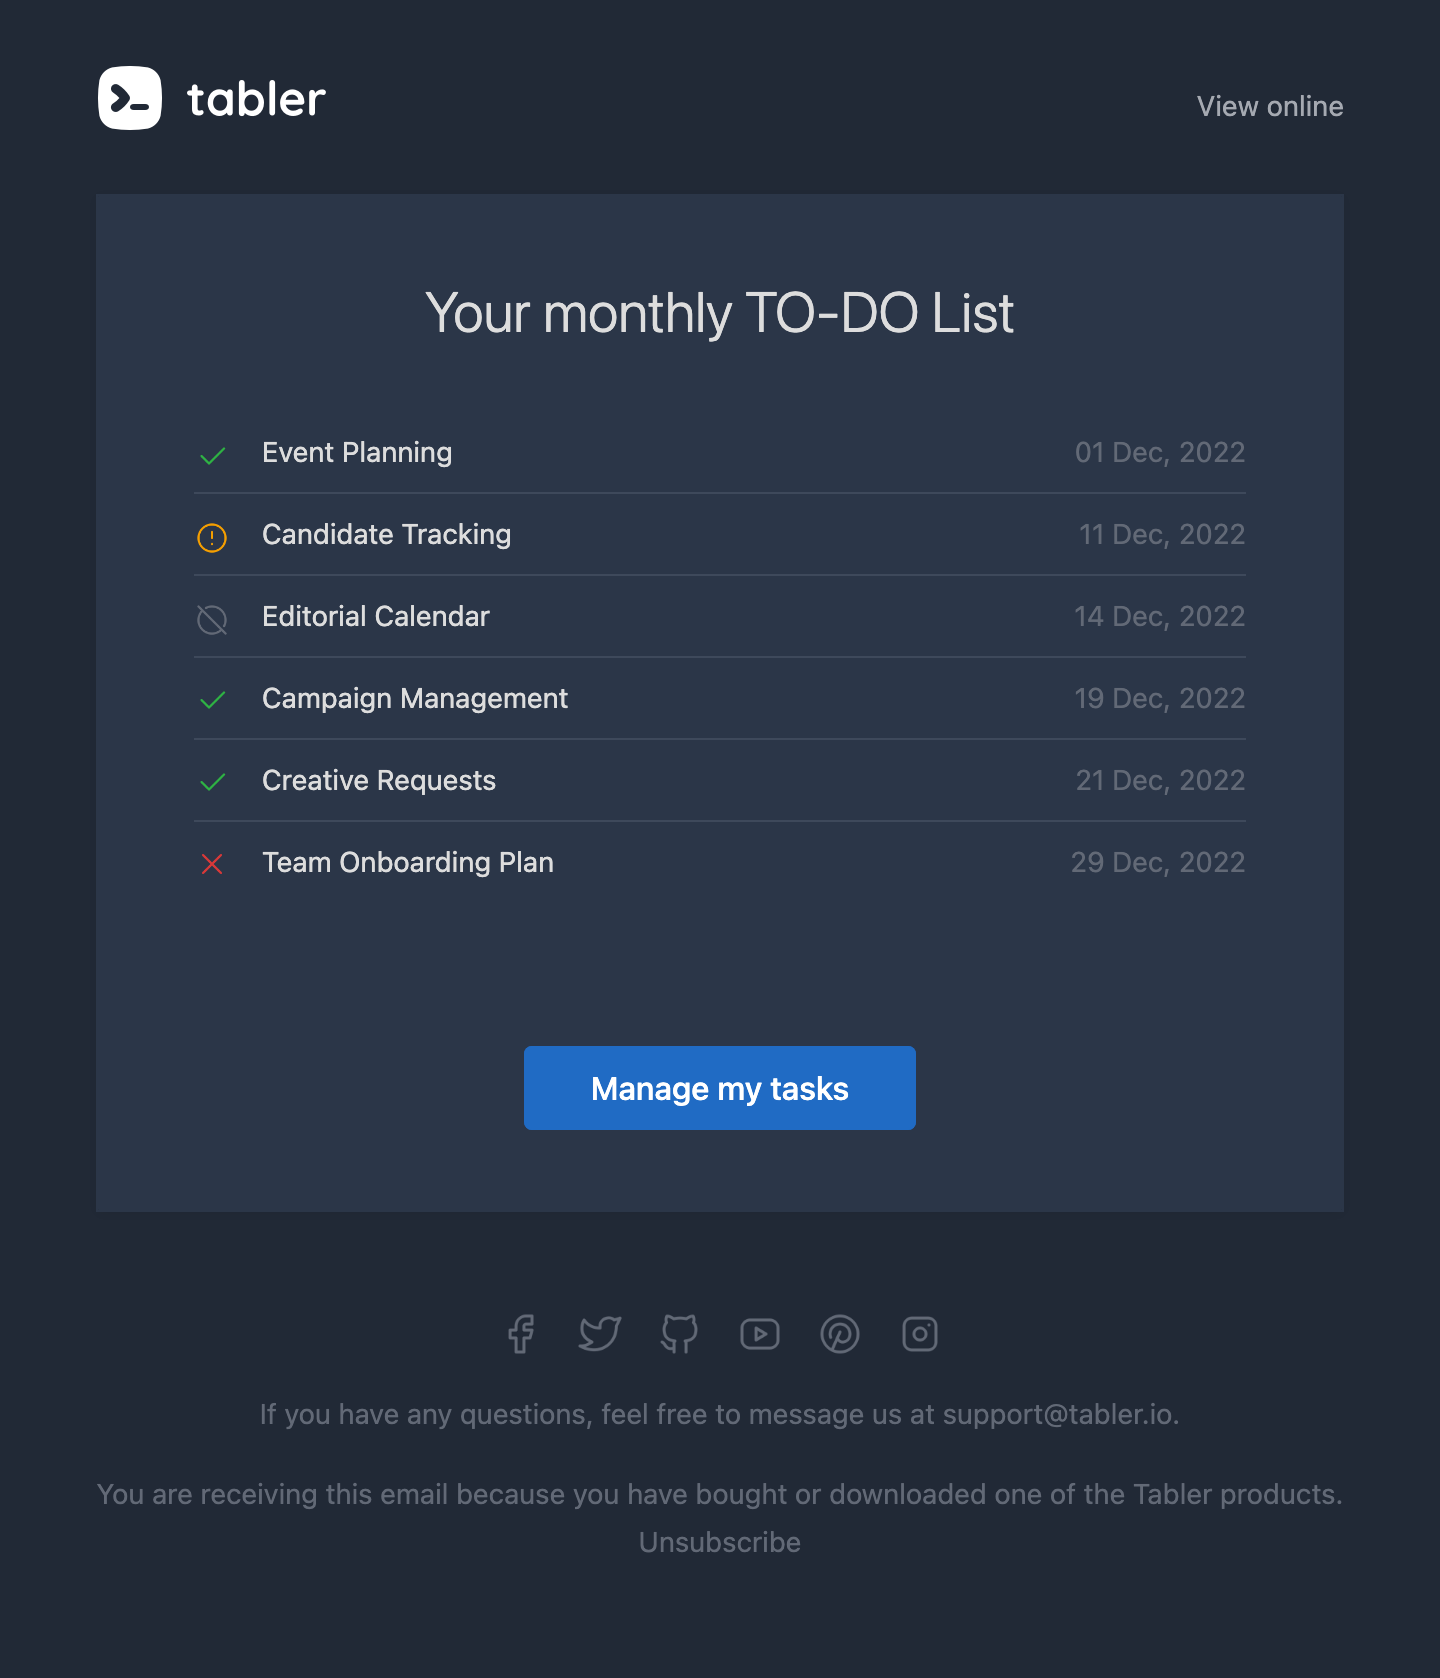 tabler
View online
Your monthly TO-DO List
Event Planning 01 Dec, 2022
Candidate Tracking 11 Dec, 2022
Editorial Calendar 14 Dec, 2022
Campaign Management 19 Dec, 2022
Creative Requests 21 Dec, 2022
Team Onboarding Plan 29 Dec, 2022
Manage my tasks
If you have any questions, feel free to message us at support@tabler.io.
You are receiving this email because you have bought or downloaded one of the Tabler products.
Unsubscribe